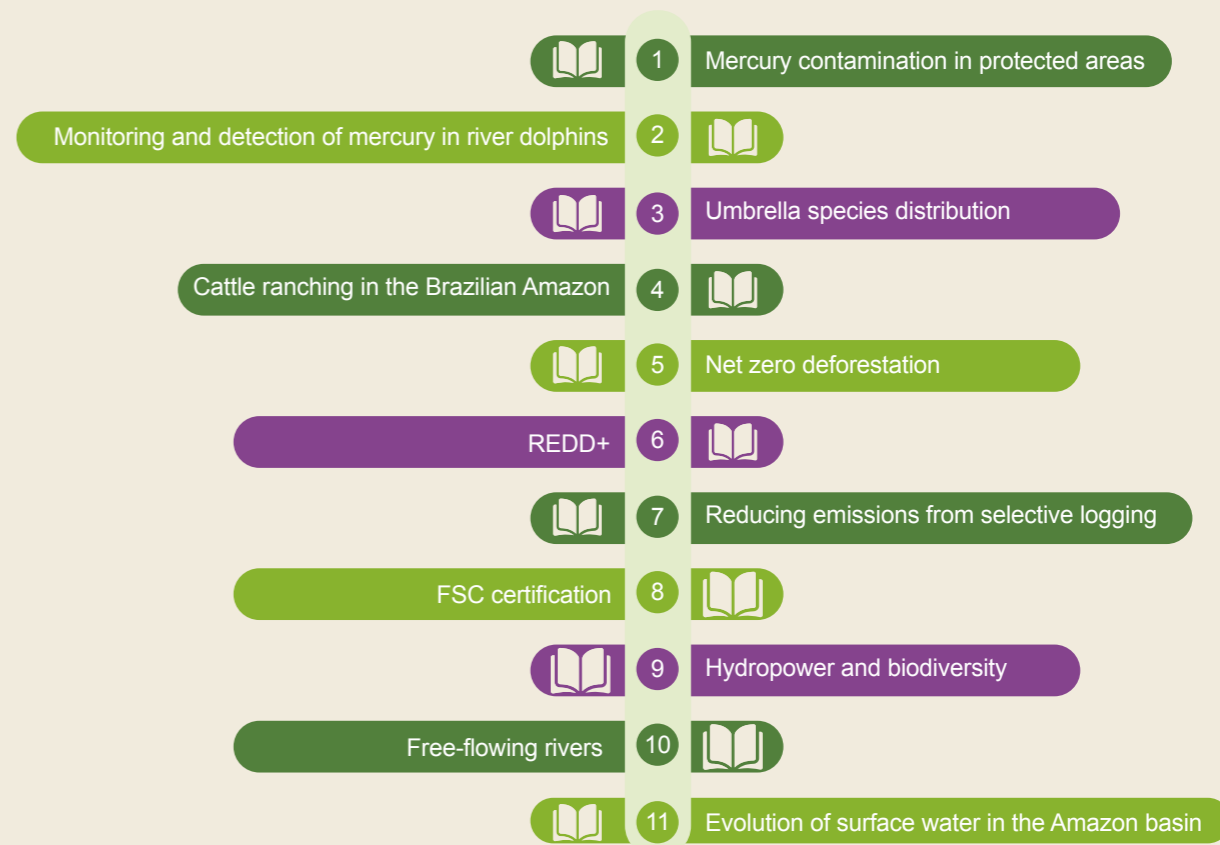 1 Mercury contamination in protected areas
Monitoring and detection of mercury in river dolphins 2
3 Umbrella species distribution
Cattle ranching in the Brazilian Amazon 4
5 Net zero deforestation
REDD+ 6
7 Reducing emissions from selective logging
FSC certification 8
9 Hydropower and biodiversity
Free-flowing rivers 10
11 Evolution of surface water in the Amazon basin